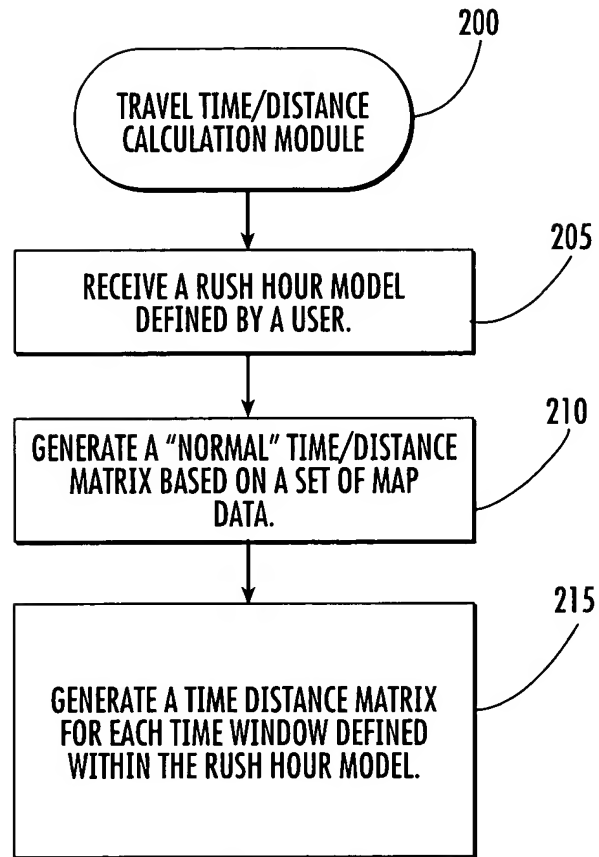 200
TRAVEL TIME/DISTANCE
CALCULATION MODULE
205
RECEIVE A RUSH HOUR MODEL
DEFINED BY A USER.
210
GENERATE A "NORMAL" TIME/DISTANCE
MATRIX BASED ON A SET OF MAP
DATA.
215
GENERATE A TIME DISTANCE MATRIX
FOR EACH TIME WINDOW DEFINED
WITHIN THE RUSH HOUR MODEL.